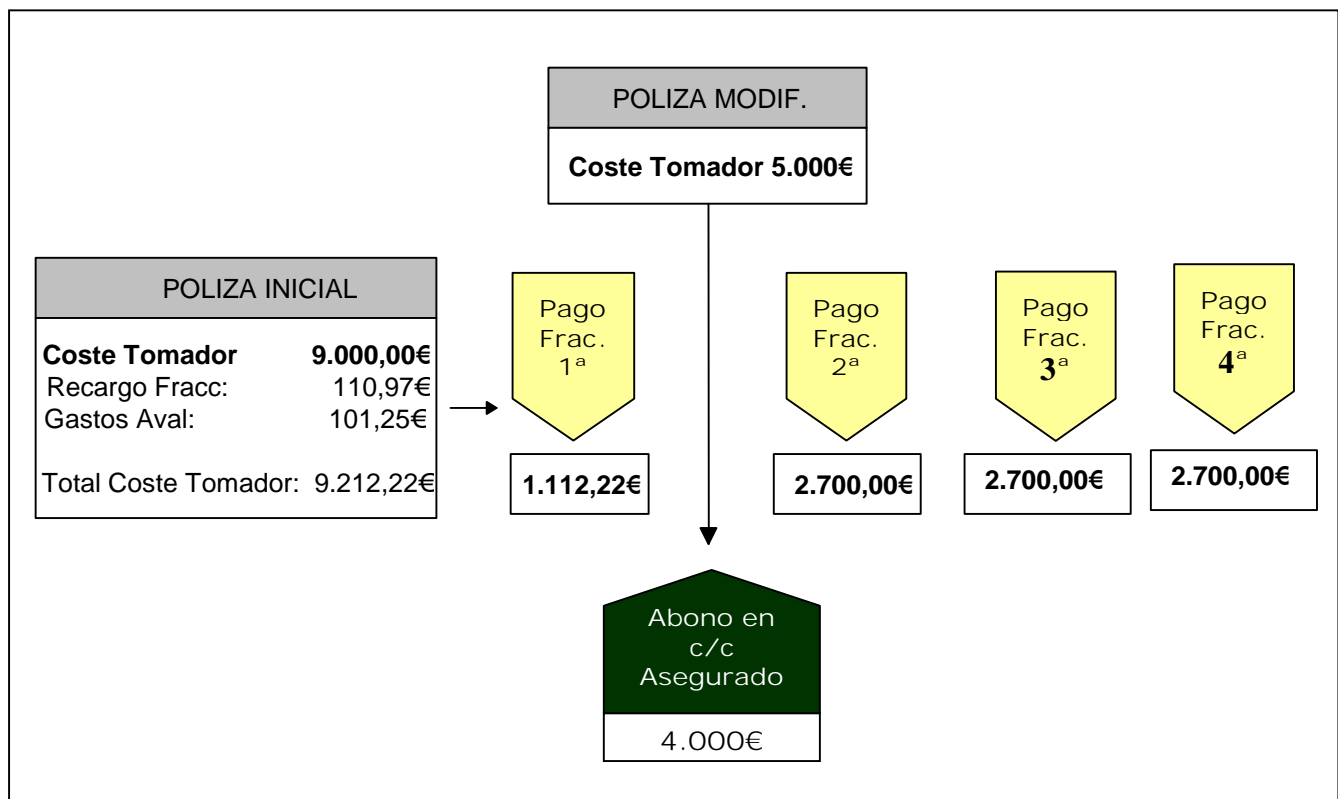 POLIZA MODIF.
Coste Tomador 5.000€
POLIZA INICIAL
Coste Tomador 9.000,00€
Recargo Fracc: 110,97€
Gastos Aval: 101,25€
Total Coste Tomador: 9.212,22€
Pago
Frac.
1ª
1.112,22€
Pago
Frac.
2ª
2.700,00€
Pago
Frac.
3ª
2.700,00€
Pago
Frac.
4ª
2.700,00€
Abono en
c/c
Asegurado
4.000€